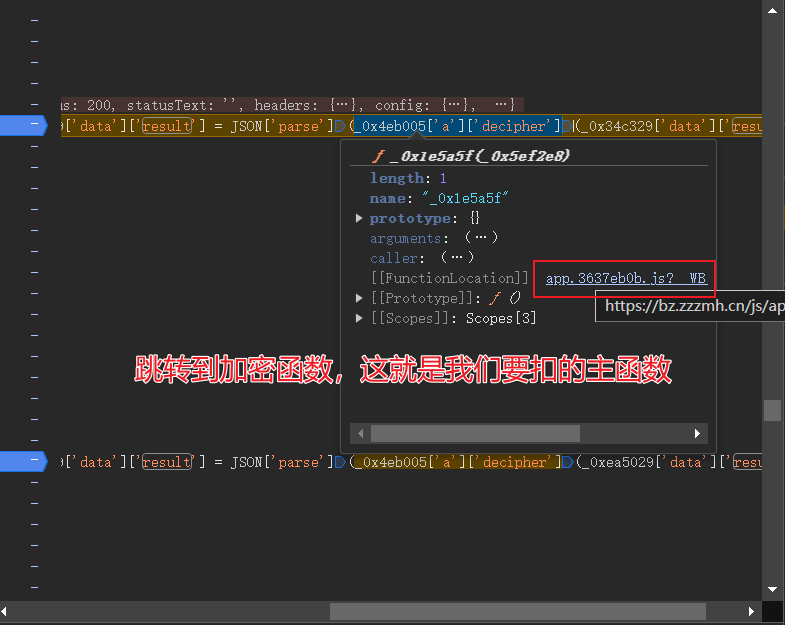 us: 200, statusText: '', headers: {…}, config: {…}, …}
['data']['result'] = JSON['parse'](_0x4eb005['a']['decipher'](_0x34c329['data']['resu
ƒ _0x1e5a5f(_0x5ef2e8)
length: 1
name: "_0x1e5a5f"
prototype: {}
arguments: (…)
caller: (…)
[[FunctionLocation]] app.3637eb0b.js? WB
[[Prototype]]: ƒ ()
https://bz.zzzmh.cn/js/ap
[[Scopes]]: Scopes[3]
跳转到加密函数，这就是我们要扣的主函数
['data']['result'] = JSON['parse'](_0x4eb005['a']['decipher'](_0xea5029['data']['resu